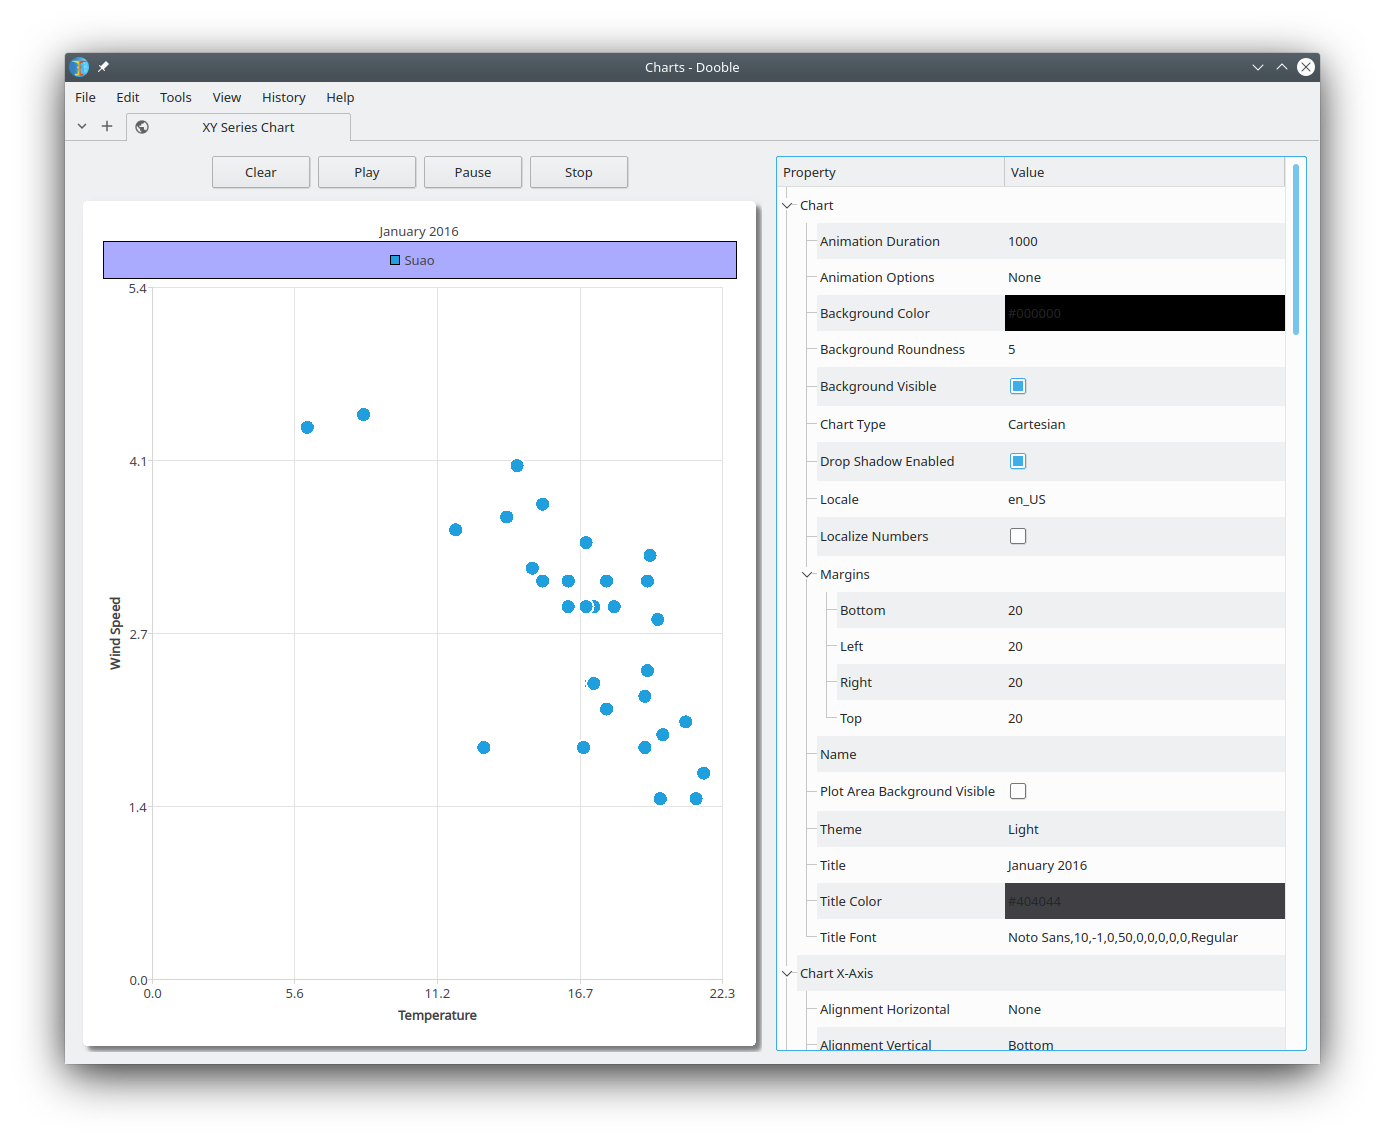 Charts - Dooble
File Edit Tools View History Help
XY Series Chart
Clear Play Pause Stop
January 2016
Suao
5.4
4.1
2.7
1.4
0.0
Wind Speed
0.0 5.6 11.2 16.7 22.3
Temperature
Property Value
Chart
Animation Duration 1000
Animation Options None
Background Color #000000
Background Roundness 5
Background Visible
Chart Type Cartesian
Drop Shadow Enabled
Locale en_US
Localize Numbers
Margins
Bottom 20
Left 20
Right 20
Top 20
Name
Plot Area Background Visible
Theme Light
Title January 2016
Title Color #404044
Title Font Noto Sans,10,-1,0,50,0,0,0,0,0,Regular
Chart X-Axis
Alignment Horizontal None
Alignment Vertical Bottom